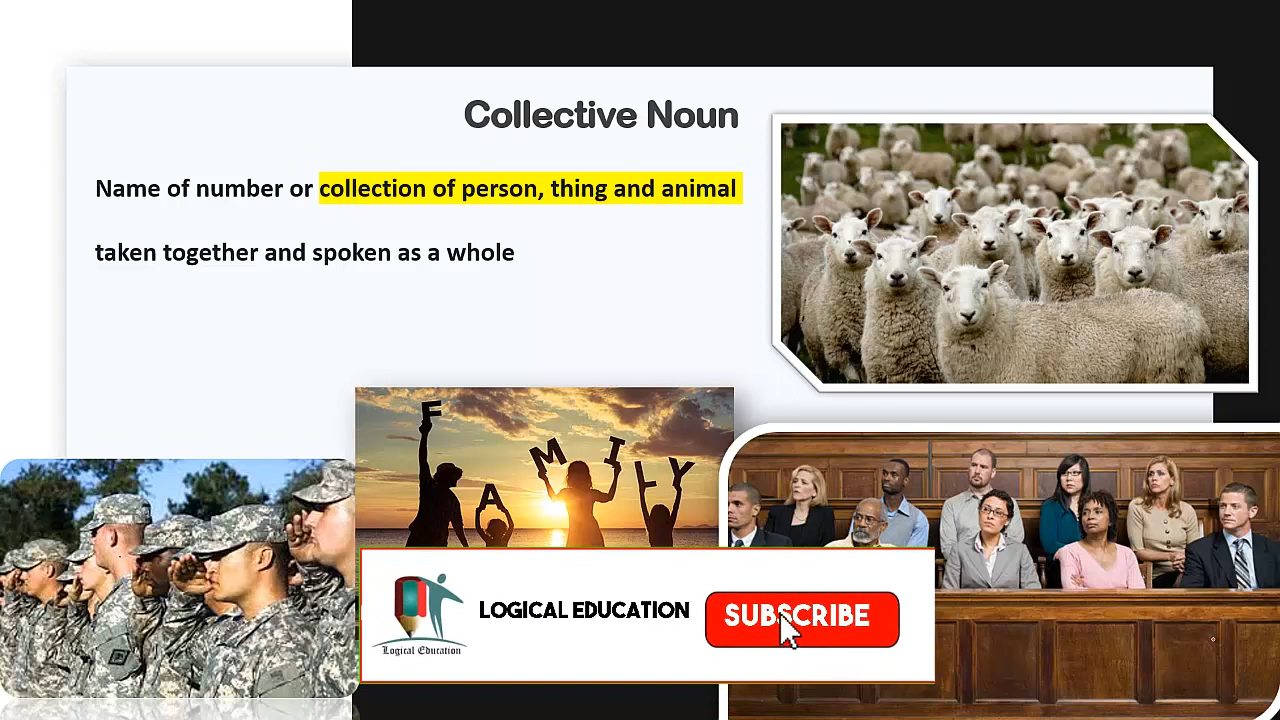 Collective Noun
Name of number or collection of person, thing and animal
taken together and spoken as a whole
F A M I L Y
LOGICAL EDUCATION
SUBSCRIBE
Logical Education